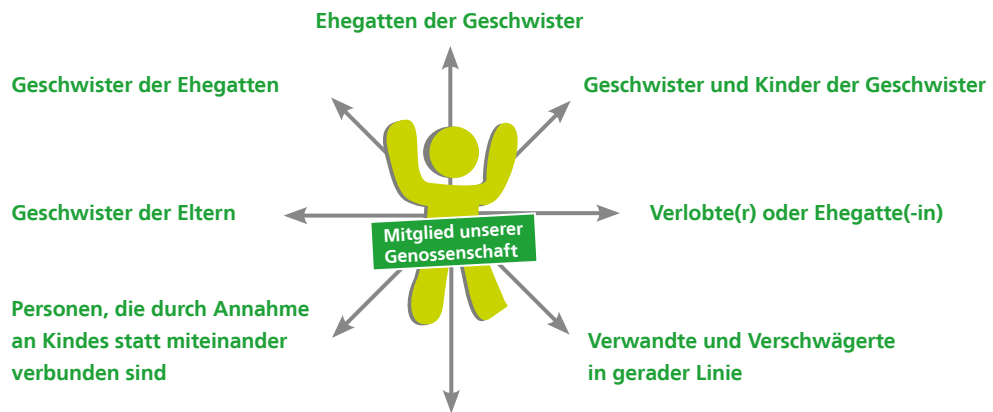 Ehegatten der Geschwister
Geschwister der Ehegatten
Geschwister und Kinder der Geschwister
Geschwister der Eltern
Verlobte(r) oder Ehegatte(-in)
Mitglied unserer
Genossenschaft
Personen, die durch Annahme
an Kindes statt miteinander
verbunden sind
Verwandte und Verschwägerte
in gerader Linie